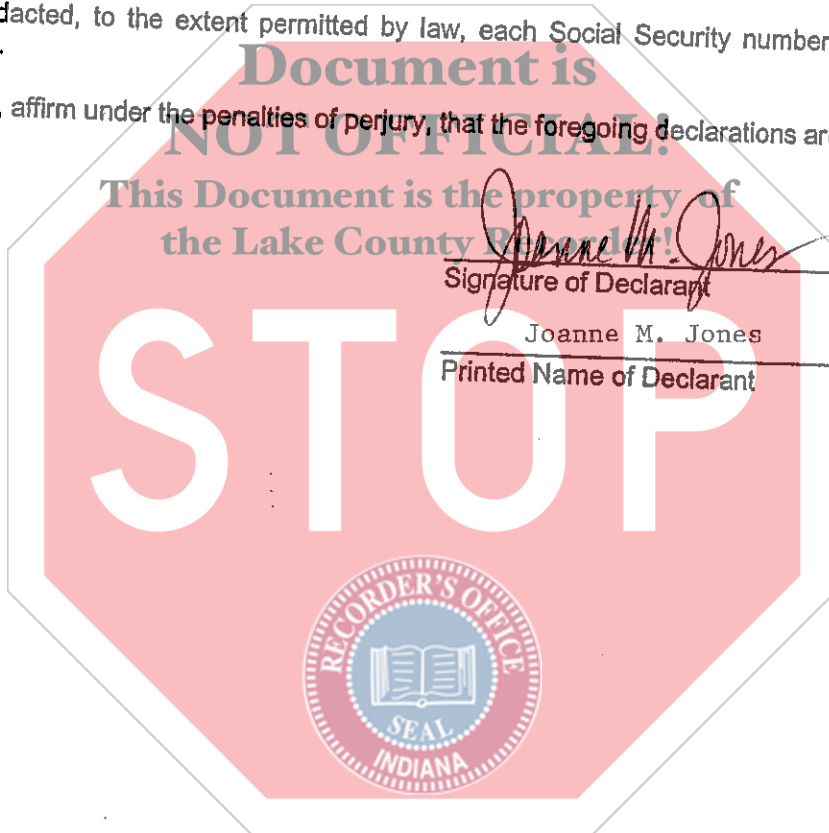 dacted, to the extent permitted by law, each Social Security number
.
Document is
, affirm under the penalties of perjury, that the foregoing declarations ar
NOT OFFICIAL!
This Document is the property of
the Lake County Recorder!
Joanne M. Jones
Signature of Declarant
Joanne M. Jones
Printed Name of Declarant
STOP
RECORDER'S OFFICE
SEAL
INDIANA